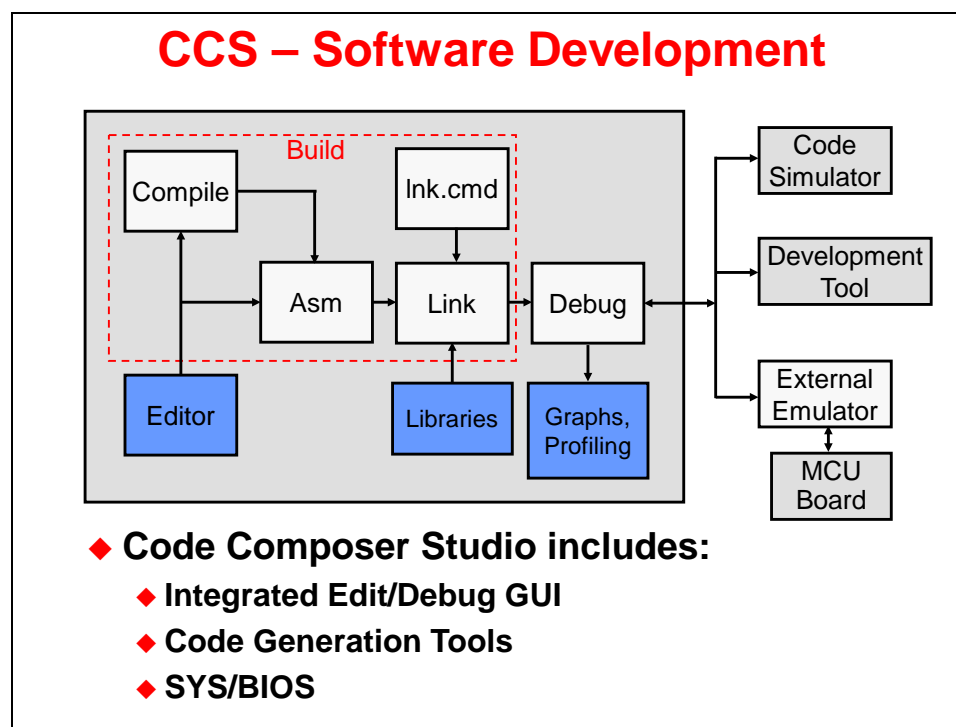 CCS – Software Development
Build
Compile
lnk.cmd
Asm
Link
Debug
Editor
Libraries
Graphs,
Profiling
Code
Simulator
Development
Tool
External
Emulator
MCU
Board
Code Composer Studio includes:
Integrated Edit/Debug GUI
Code Generation Tools
SYS/BIOS